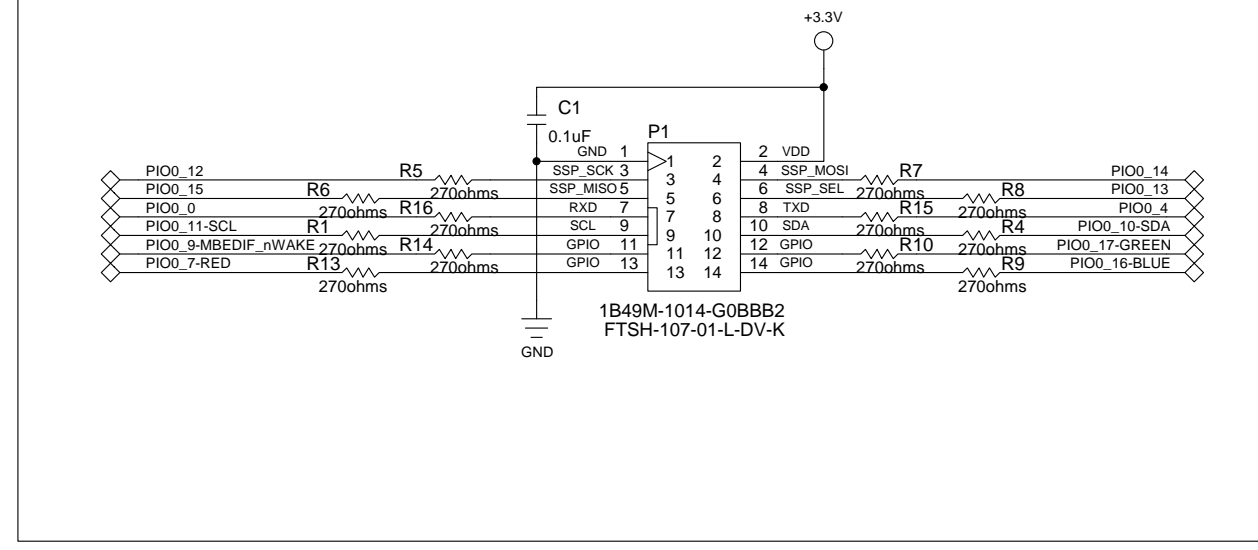 +3.3V
C1
0.1uF
P1
GND 1 1 2 2 VDD
PIO0_12 R5 270ohms SSP_SCK 3 3 4 4 SSP_MOSI R7 270ohms PIO0_14
PIO0_15 R6 270ohms SSP_MISO 5 5 6 6 SSP_SEL R8 270ohms PIO0_13
PIO0_0 R16 270ohms RXD 7 7 8 8 TXD R15 270ohms PIO0_4
PIO0_11-SCL R1 270ohms SCL 9 9 10 10 SDA R4 270ohms PIO0_10-SDA
PIO0_9-MBEDIF_nWAKE R14 270ohms GPIO 11 11 12 12 GPIO R10 270ohms PIO0_17-GREEN
PIO0_7-RED R13 270ohms GPIO 13 13 14 14 GPIO R9 270ohms PIO0_16-BLUE
1B49M-1014-G0BBB2
FTSH-107-01-L-DV-K
GND